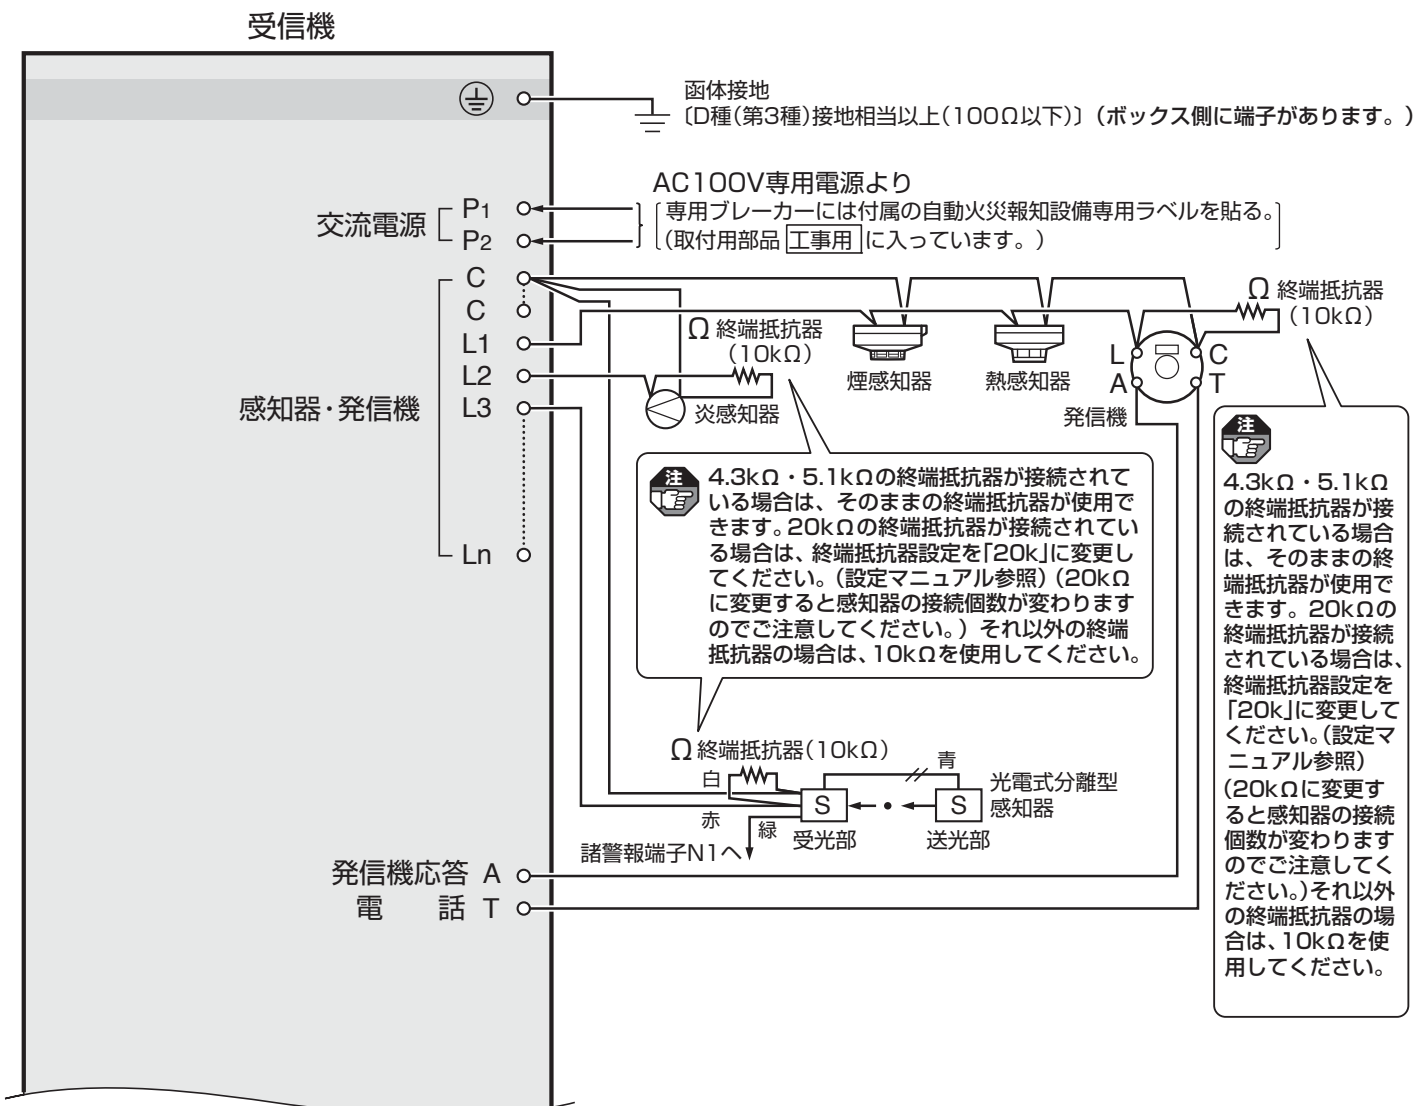 受信機
函体接地
〔D種(第3種)接地相当以上(100Ω以下)〕(ボックス側に端子があります。)
AC100V専用電源より
交流電源
P1
P2
専用ブレーカーには付属の自動火災報知設備専用ラベルを貼る。
(取付用部品 工事用 に入っています。)
感知器・発信機
C
C
L1
L2
L3
Ln
Ω 終端抵抗器
(10kΩ)
炎感知器
煙感知器
熱感知器
L
C
A
T
発信機
Ω 終端抵抗器
(10kΩ)
注
4.3kΩ・5.1kΩの終端抵抗器が接続されて
いる場合は、そのままの終端抵抗器が使用で
きます。20kΩの終端抵抗器が接続されてい
る場合は、終端抵抗器設定を「20k」に変更し
てください。(設定マニュアル参照)(20kΩ
に変更すると感知器の接続個数が変わります
のでご注意してください。)それ以外の終端
抵抗器の場合は、10kΩを使用してください。
注
4.3kΩ・5.1kΩ
の終端抵抗器が接
続されている場合
は、そのままの終
端抵抗器が使用で
きます。20kΩの
終端抵抗器が接続
されている場合は、
終端抵抗器設定を
「20k」に変更して
ください。(設定マ
ニュアル参照)
(20kΩに変更す
ると感知器の接続
個数が変わります
のでご注意してく
ださい。)それ以外
の終端抵抗器の場
合は、10kΩを使
用してください。
Ω 終端抵抗器(10kΩ)
白
赤
緑
青
S
S
受光部
送光部
光電式分離型
感知器
諸警報端子N1へ
発信機応答 A
電 話 T